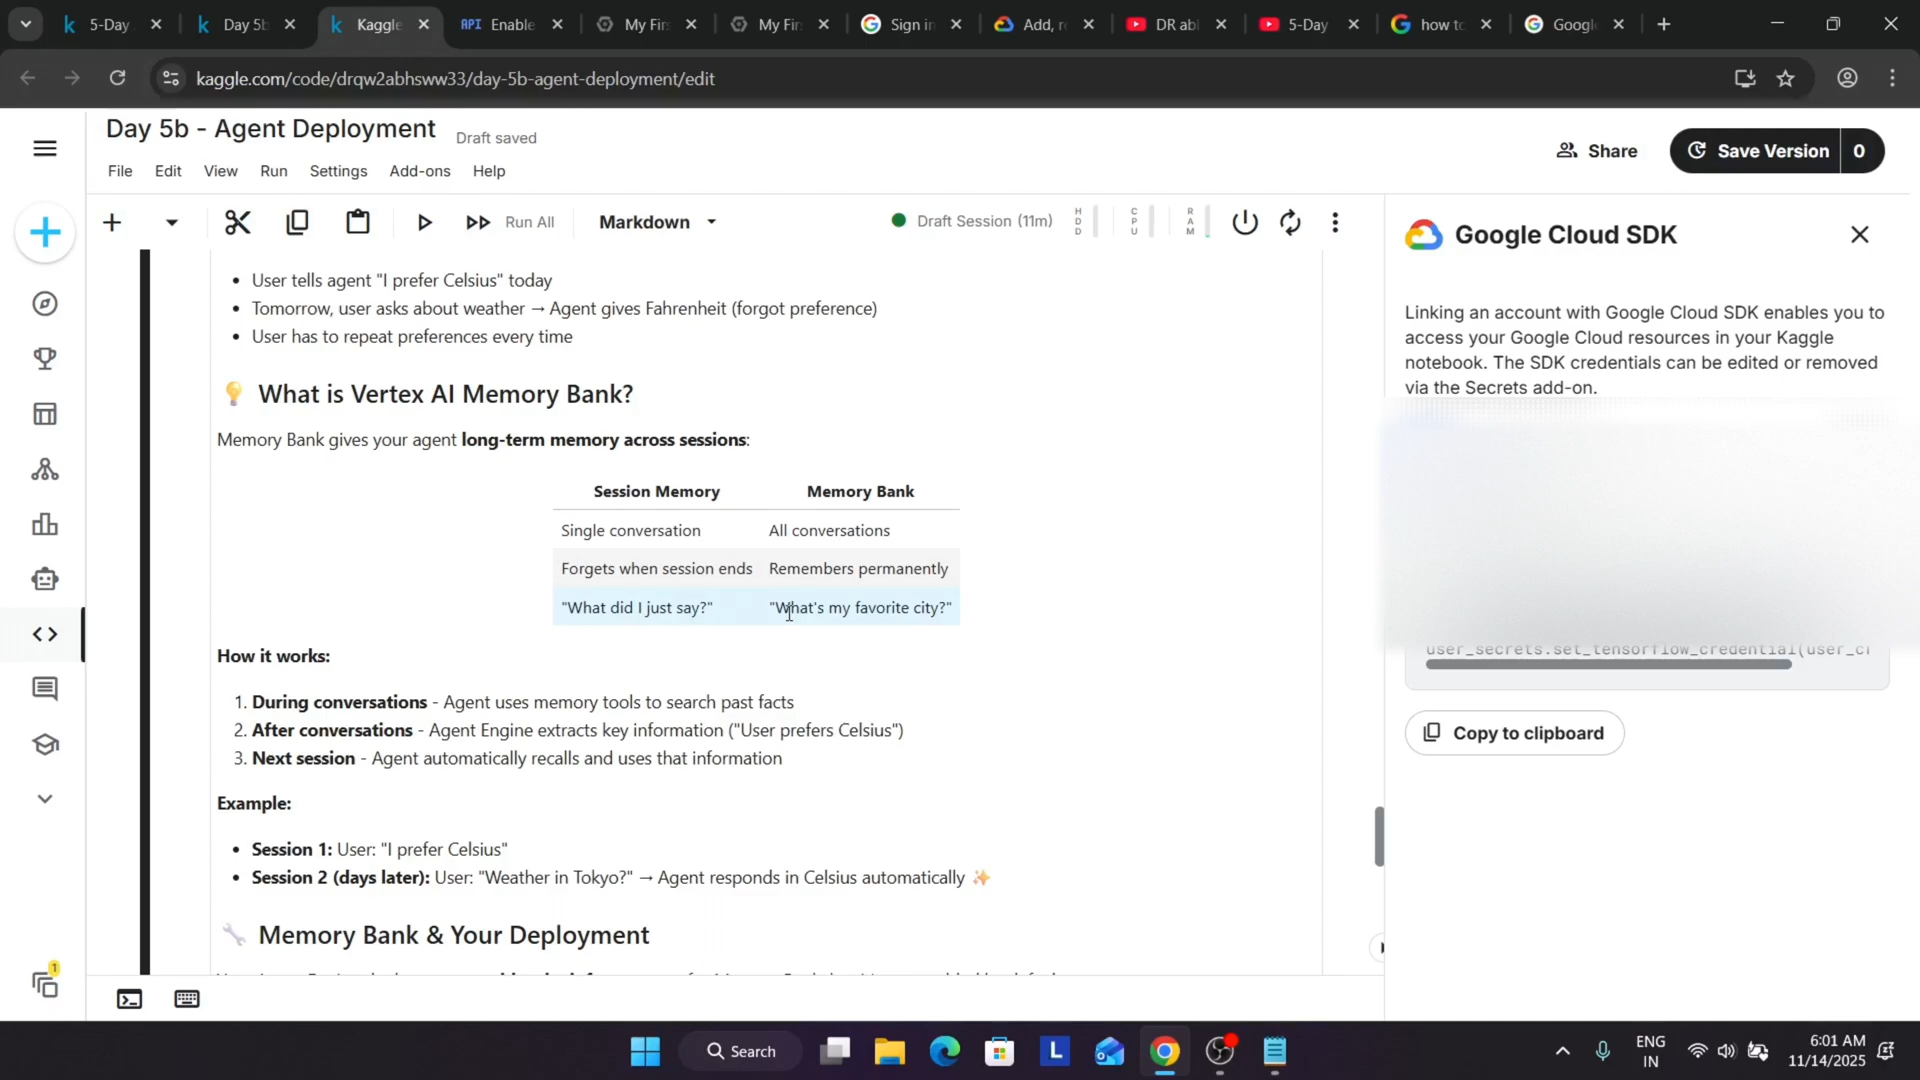 5-Day
Day 5b
Kaggle
API Enable
My Fir
My Fir
Sign in
Add, r
DR abl
5-Day
how to
Google
kaggle.com/code/drqw2abhsww33/day-5b-agent-deployment/edit
Day 5b - Agent Deployment
Draft saved
Share
Save Version 0
File Edit View Run Settings Add-ons Help
Run All
Markdown
Draft Session (11m)
HDD
CPU
RAM
Google Cloud SDK
User tells agent "I prefer Celsius" today
Tomorrow, user asks about weather → Agent gives Fahrenheit (forgot preference)
User has to repeat preferences every time
💡 What is Vertex AI Memory Bank?
Memory Bank gives your agent long-term memory across sessions:
Session Memory Memory Bank
Single conversation All conversations
Forgets when session ends Remembers permanently
"What did I just say?" "What's my favorite city?"
How it works:
1. During conversations - Agent uses memory tools to search past facts
2. After conversations - Agent Engine extracts key information ("User prefers Celsius")
3. Next session - Agent automatically recalls and uses that information
Example:
Session 1: User: "I prefer Celsius"
Session 2 (days later): User: "Weather in Tokyo?" → Agent responds in Celsius automatically ✨
🔧 Memory Bank & Your Deployment
Linking an account with Google Cloud SDK enables you to
access your Google Cloud resources in your Kaggle
notebook. The SDK credentials can be edited or removed
via the Secrets add-on.
user_secrets.set_tensorflow_credential(user_cr
Copy to clipboard
1
Search
L
ENG
IN
6:01 AM
11/14/2025